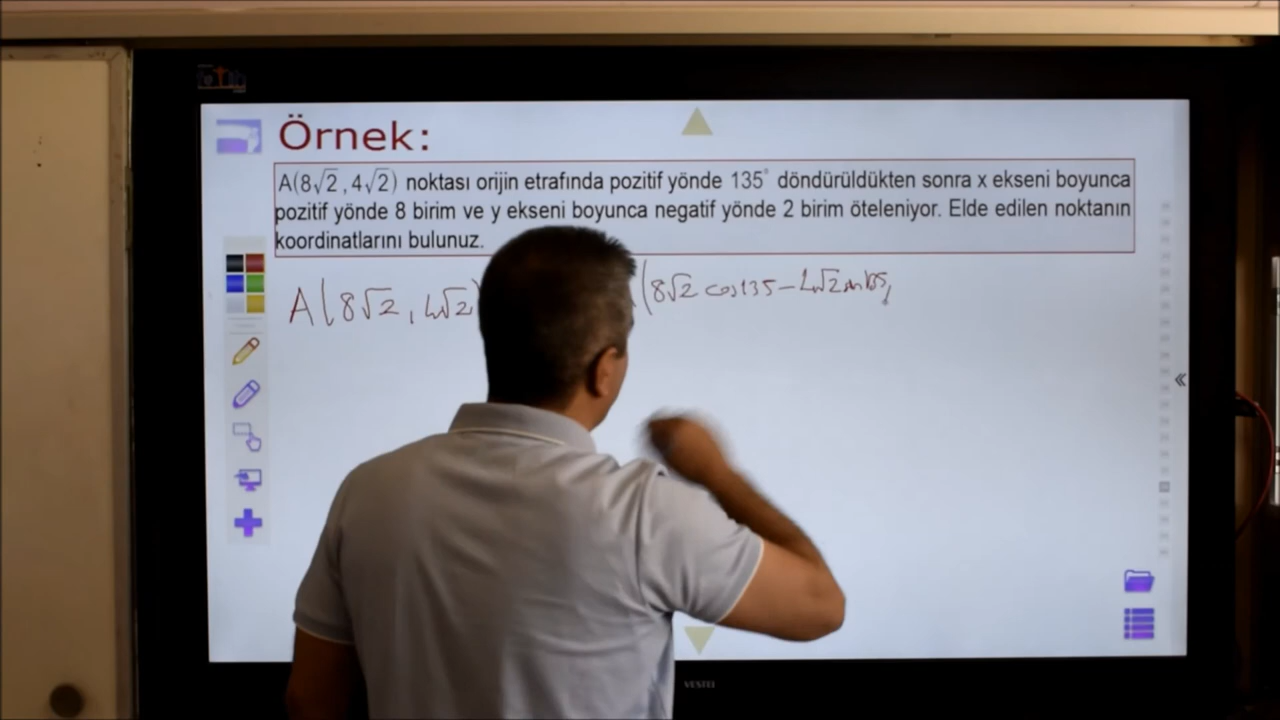 Örnek:
A(8√2, 4√2) noktası orijin etrafında pozitif yönde 135° döndürüldükten sonra x ekseni boyunca
pozitif yönde 8 birim ve y ekseni boyunca negatif yönde 2 birim öteleniyor. Elde edilen noktanın
koordinatlarını bulunuz.
A(8√2, 4√2) (8√2 cos135 - 4√2 sin135,
VESTEL